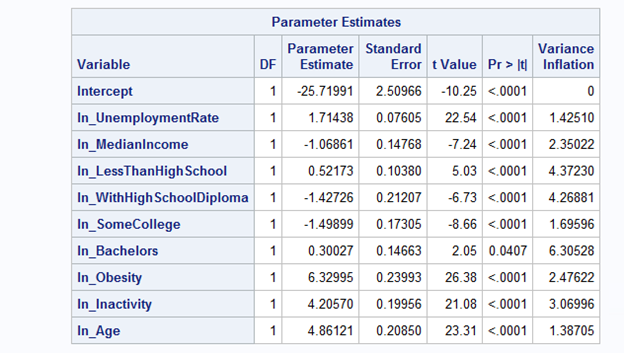 Parameter Estimates
Variable DF Parameter Estimate Standard Error t Value Pr > |t| Variance Inflation
Intercept 1 -25.71991 2.50966 -10.25 <.0001 0
ln_UnemploymentRate 1 1.71438 0.07605 22.54 <.0001 1.42510
ln_MedianIncome 1 -1.06861 0.14768 -7.24 <.0001 2.35022
ln_LessThanHighSchool 1 0.52173 0.10380 5.03 <.0001 4.37230
ln_WithHighSchoolDiploma 1 -1.42726 0.21207 -6.73 <.0001 4.26881
ln_SomeCollege 1 -1.49899 0.17305 -8.66 <.0001 1.69596
ln_Bachelors 1 0.30027 0.14663 2.05 0.0407 6.30528
ln_Obesity 1 6.32995 0.23993 26.38 <.0001 2.47622
ln_Inactivity 1 4.20570 0.19956 21.08 <.0001 3.06996
ln_Age 1 4.86121 0.20850 23.31 <.0001 1.38705